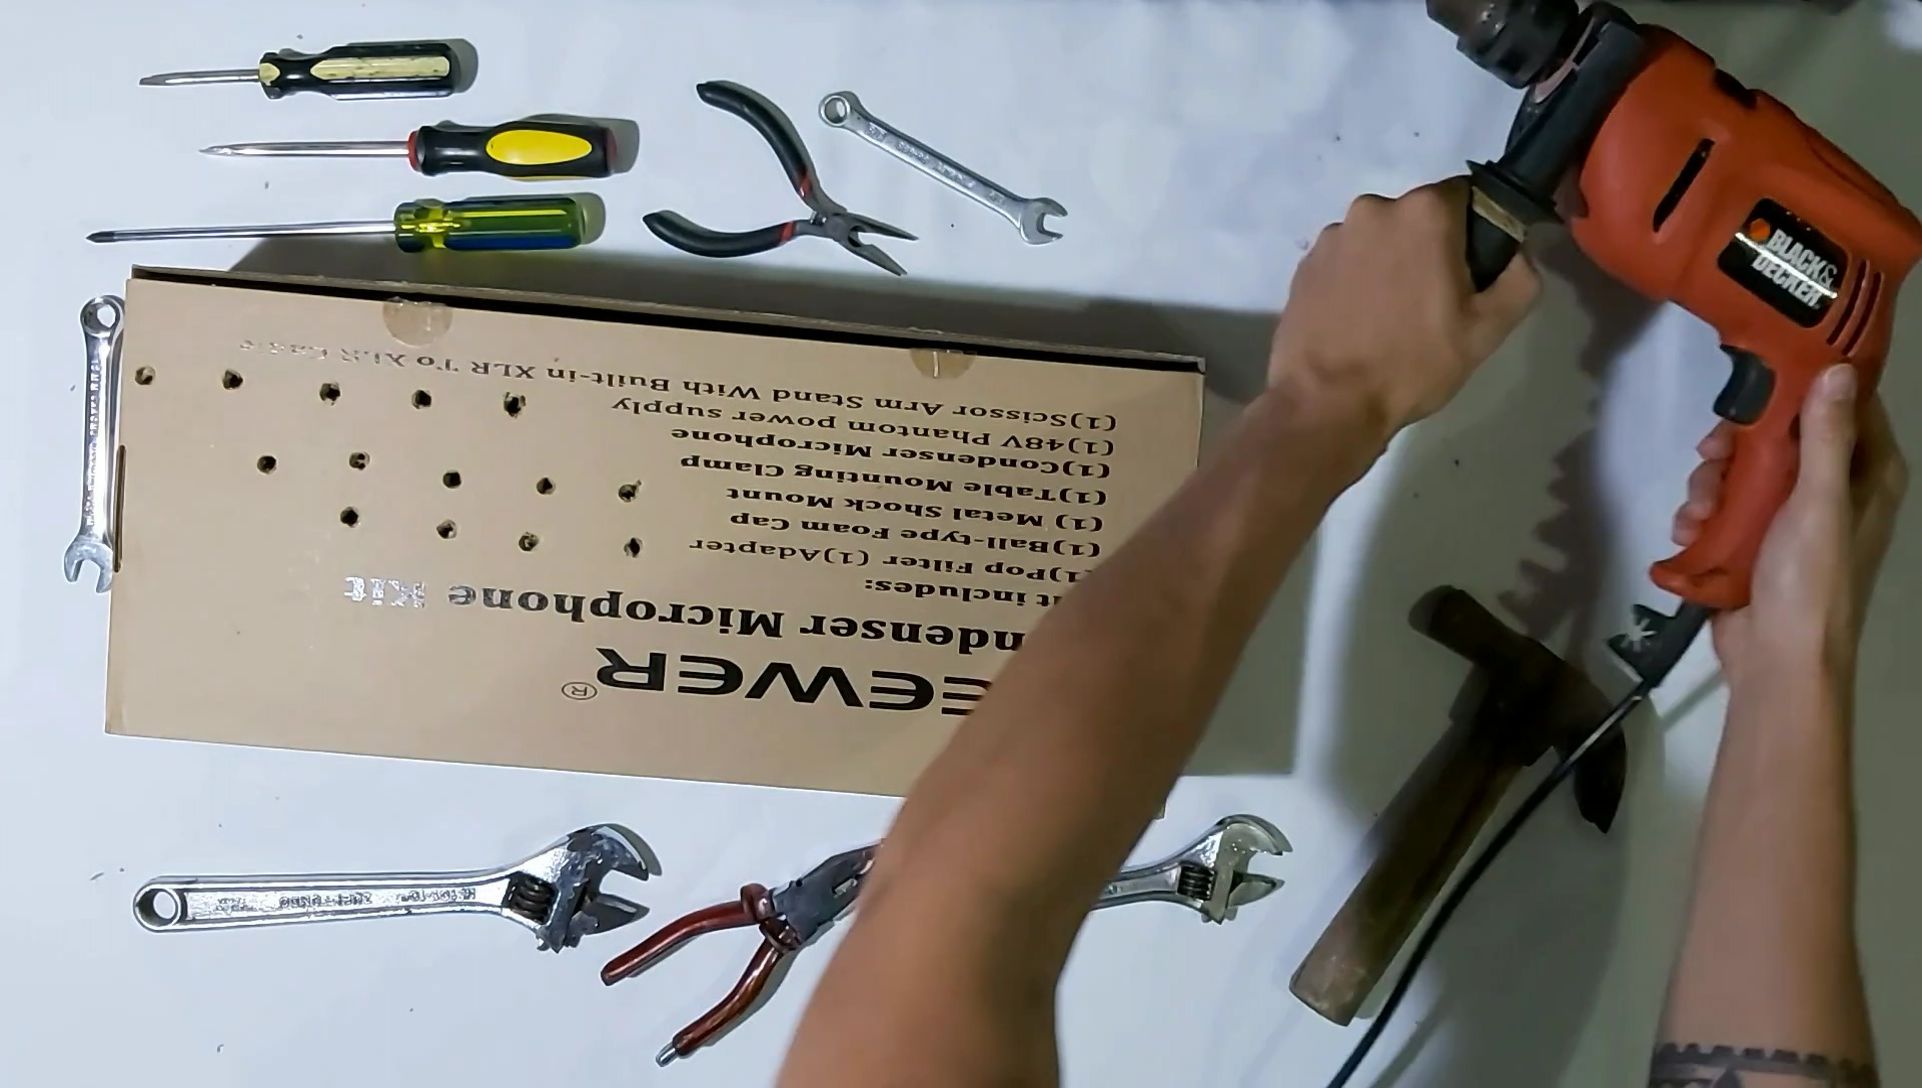 BLACK&
DECKER
EEWER®
ndenser Microphone Kit
it includes:
1)Pop Filter (1)Adapter
(1)Ball-type Foam Cap
(1) Metal Shock Mount
(1)Table Mounting Clamp
(1)Condenser Microphone
(1)48V Phantom power supply
(1)Scissor Arm Stand With Built-in XLR To XLR Cable